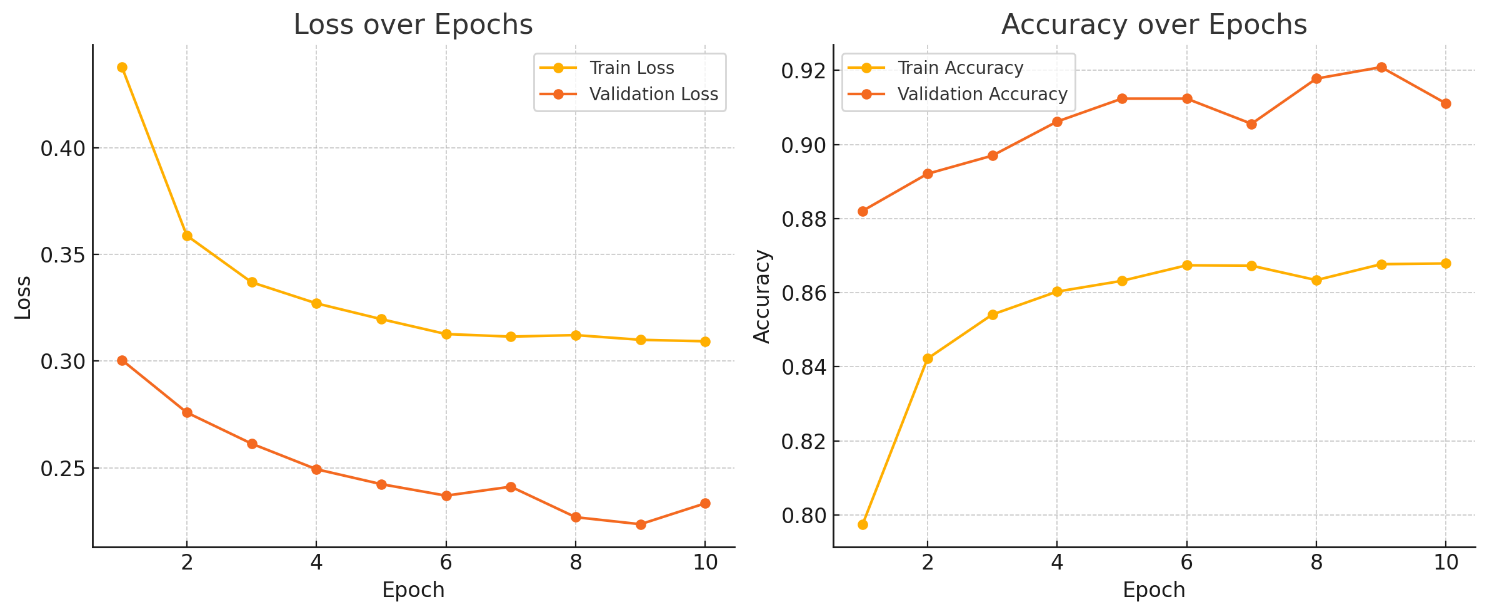 Loss over Epochs
Train Loss
Validation Loss
0.40
0.35
0.30
0.25
Loss
2 4 6 8 10
Epoch
Accuracy over Epochs
Train Accuracy
Validation Accuracy
0.92
0.90
0.88
0.86
0.84
0.82
0.80
Accuracy
2 4 6 8 10
Epoch